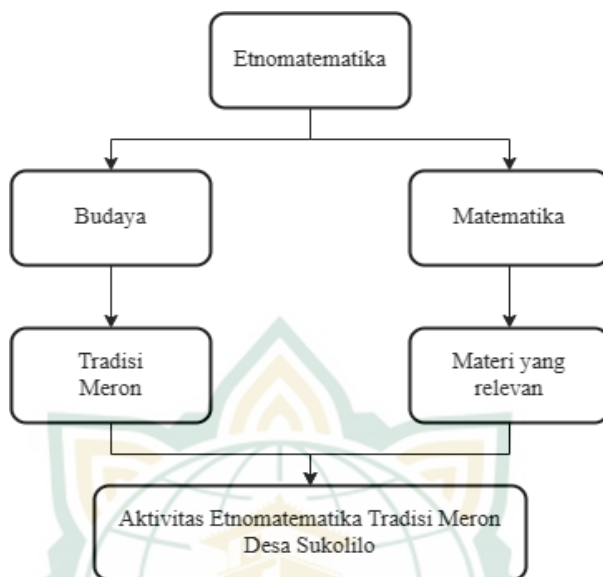 Etnomatematika
Budaya
Matematika
Tradisi
Meron
Materi yang
relevan
Aktivitas Etnomatematika Tradisi Meron
Desa Sukolilo